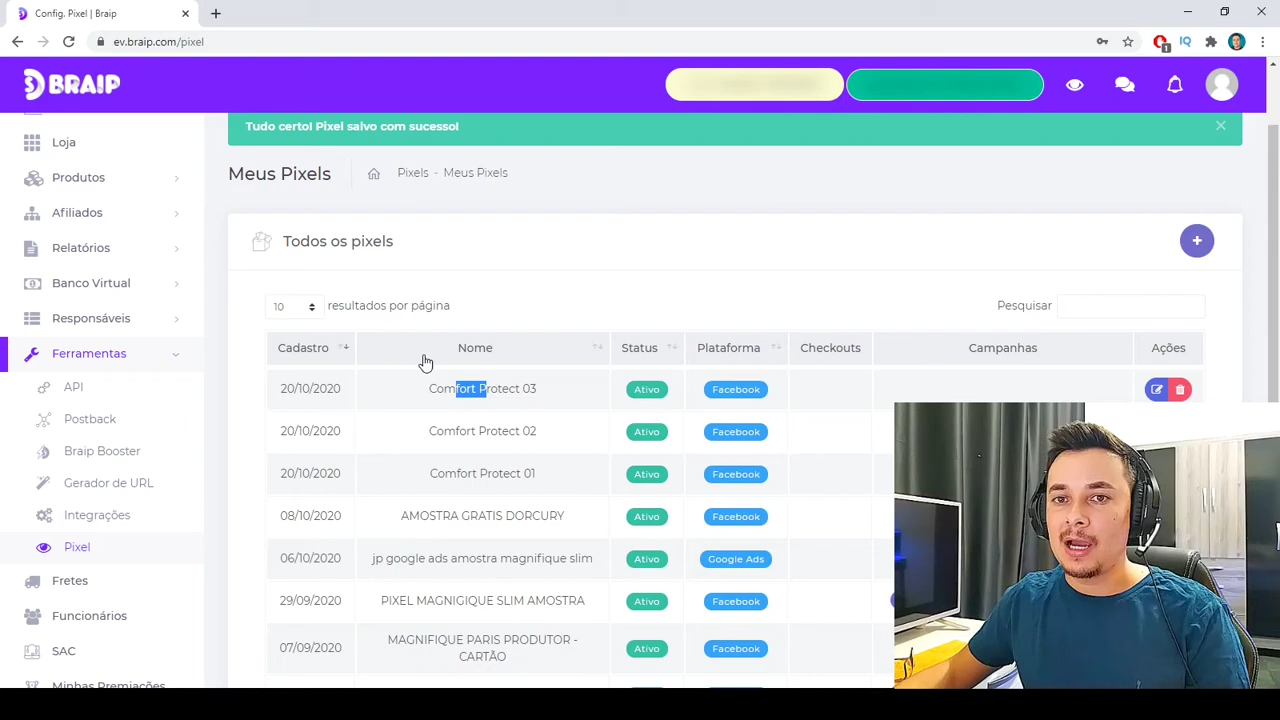 Config. Pixel | Braip
ev.braip.com/pixel
1
IQ
BRAIP
Tudo certo! Pixel salvo com sucesso!
Loja
Produtos
Afiliados
Relatórios
Banco Virtual
Responsáveis
Ferramentas
API
Postback
Braip Booster
Gerador de URL
Integrações
Pixel
Fretes
Funcionários
SAC
Minhas Premiações
Meus Pixels
Pixels - Meus Pixels
Todos os pixels
10 resultados por página
Pesquisar
Cadastro Nome Status Plataforma Checkouts Campanhas Ações
20/10/2020 Comfort Protect 03 Ativo Facebook
20/10/2020 Comfort Protect 02 Ativo Facebook
20/10/2020 Comfort Protect 01 Ativo Facebook
08/10/2020 AMOSTRA GRATIS DORCURY Ativo Facebook
06/10/2020 jp google ads amostra magnifique slim Ativo Google Ads
29/09/2020 PIXEL MAGNIGIQUE SLIM AMOSTRA Ativo Facebook
07/09/2020 MAGNIFIQUE PARIS PRODUTOR - Ativo Facebook
CARTÃO